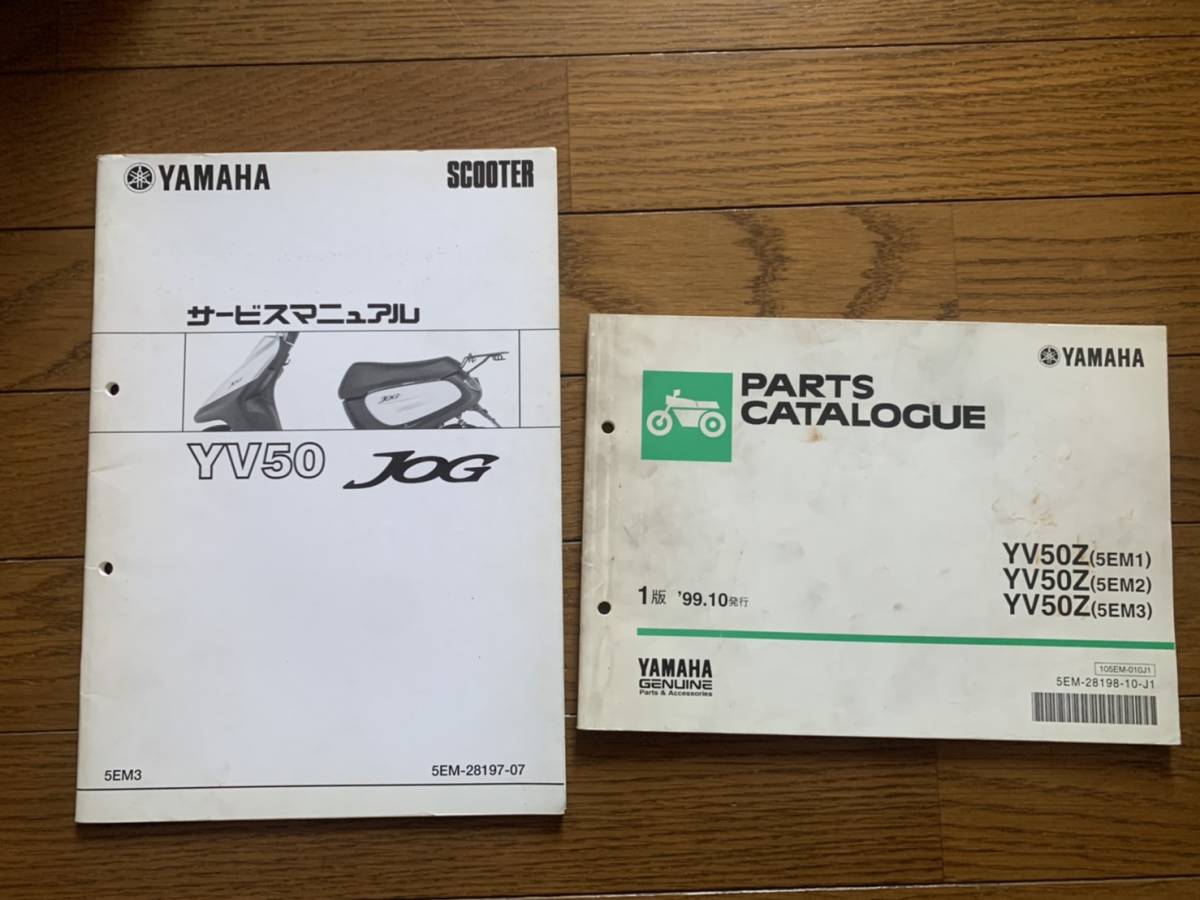 YAMAHA SCOOTER
サービスマニュアル
JOG
JOG
YV50 JOG
5EM3 5EM-28197-07
YAMAHA
PARTS
CATALOGUE
YV50Z(5EM1)
YV50Z(5EM2)
YV50Z(5EM3)
1版 '99.10発行
YAMAHA
GENUINE
Parts & Accessories
105EM-010J1
5EM-28198-10-J1